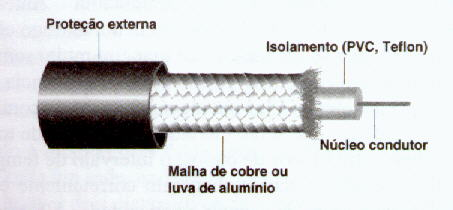 Proteção externa
Isolamento (PVC, Teflon)
Núcleo condutor
Malha de cobre ou
luva de alumínio